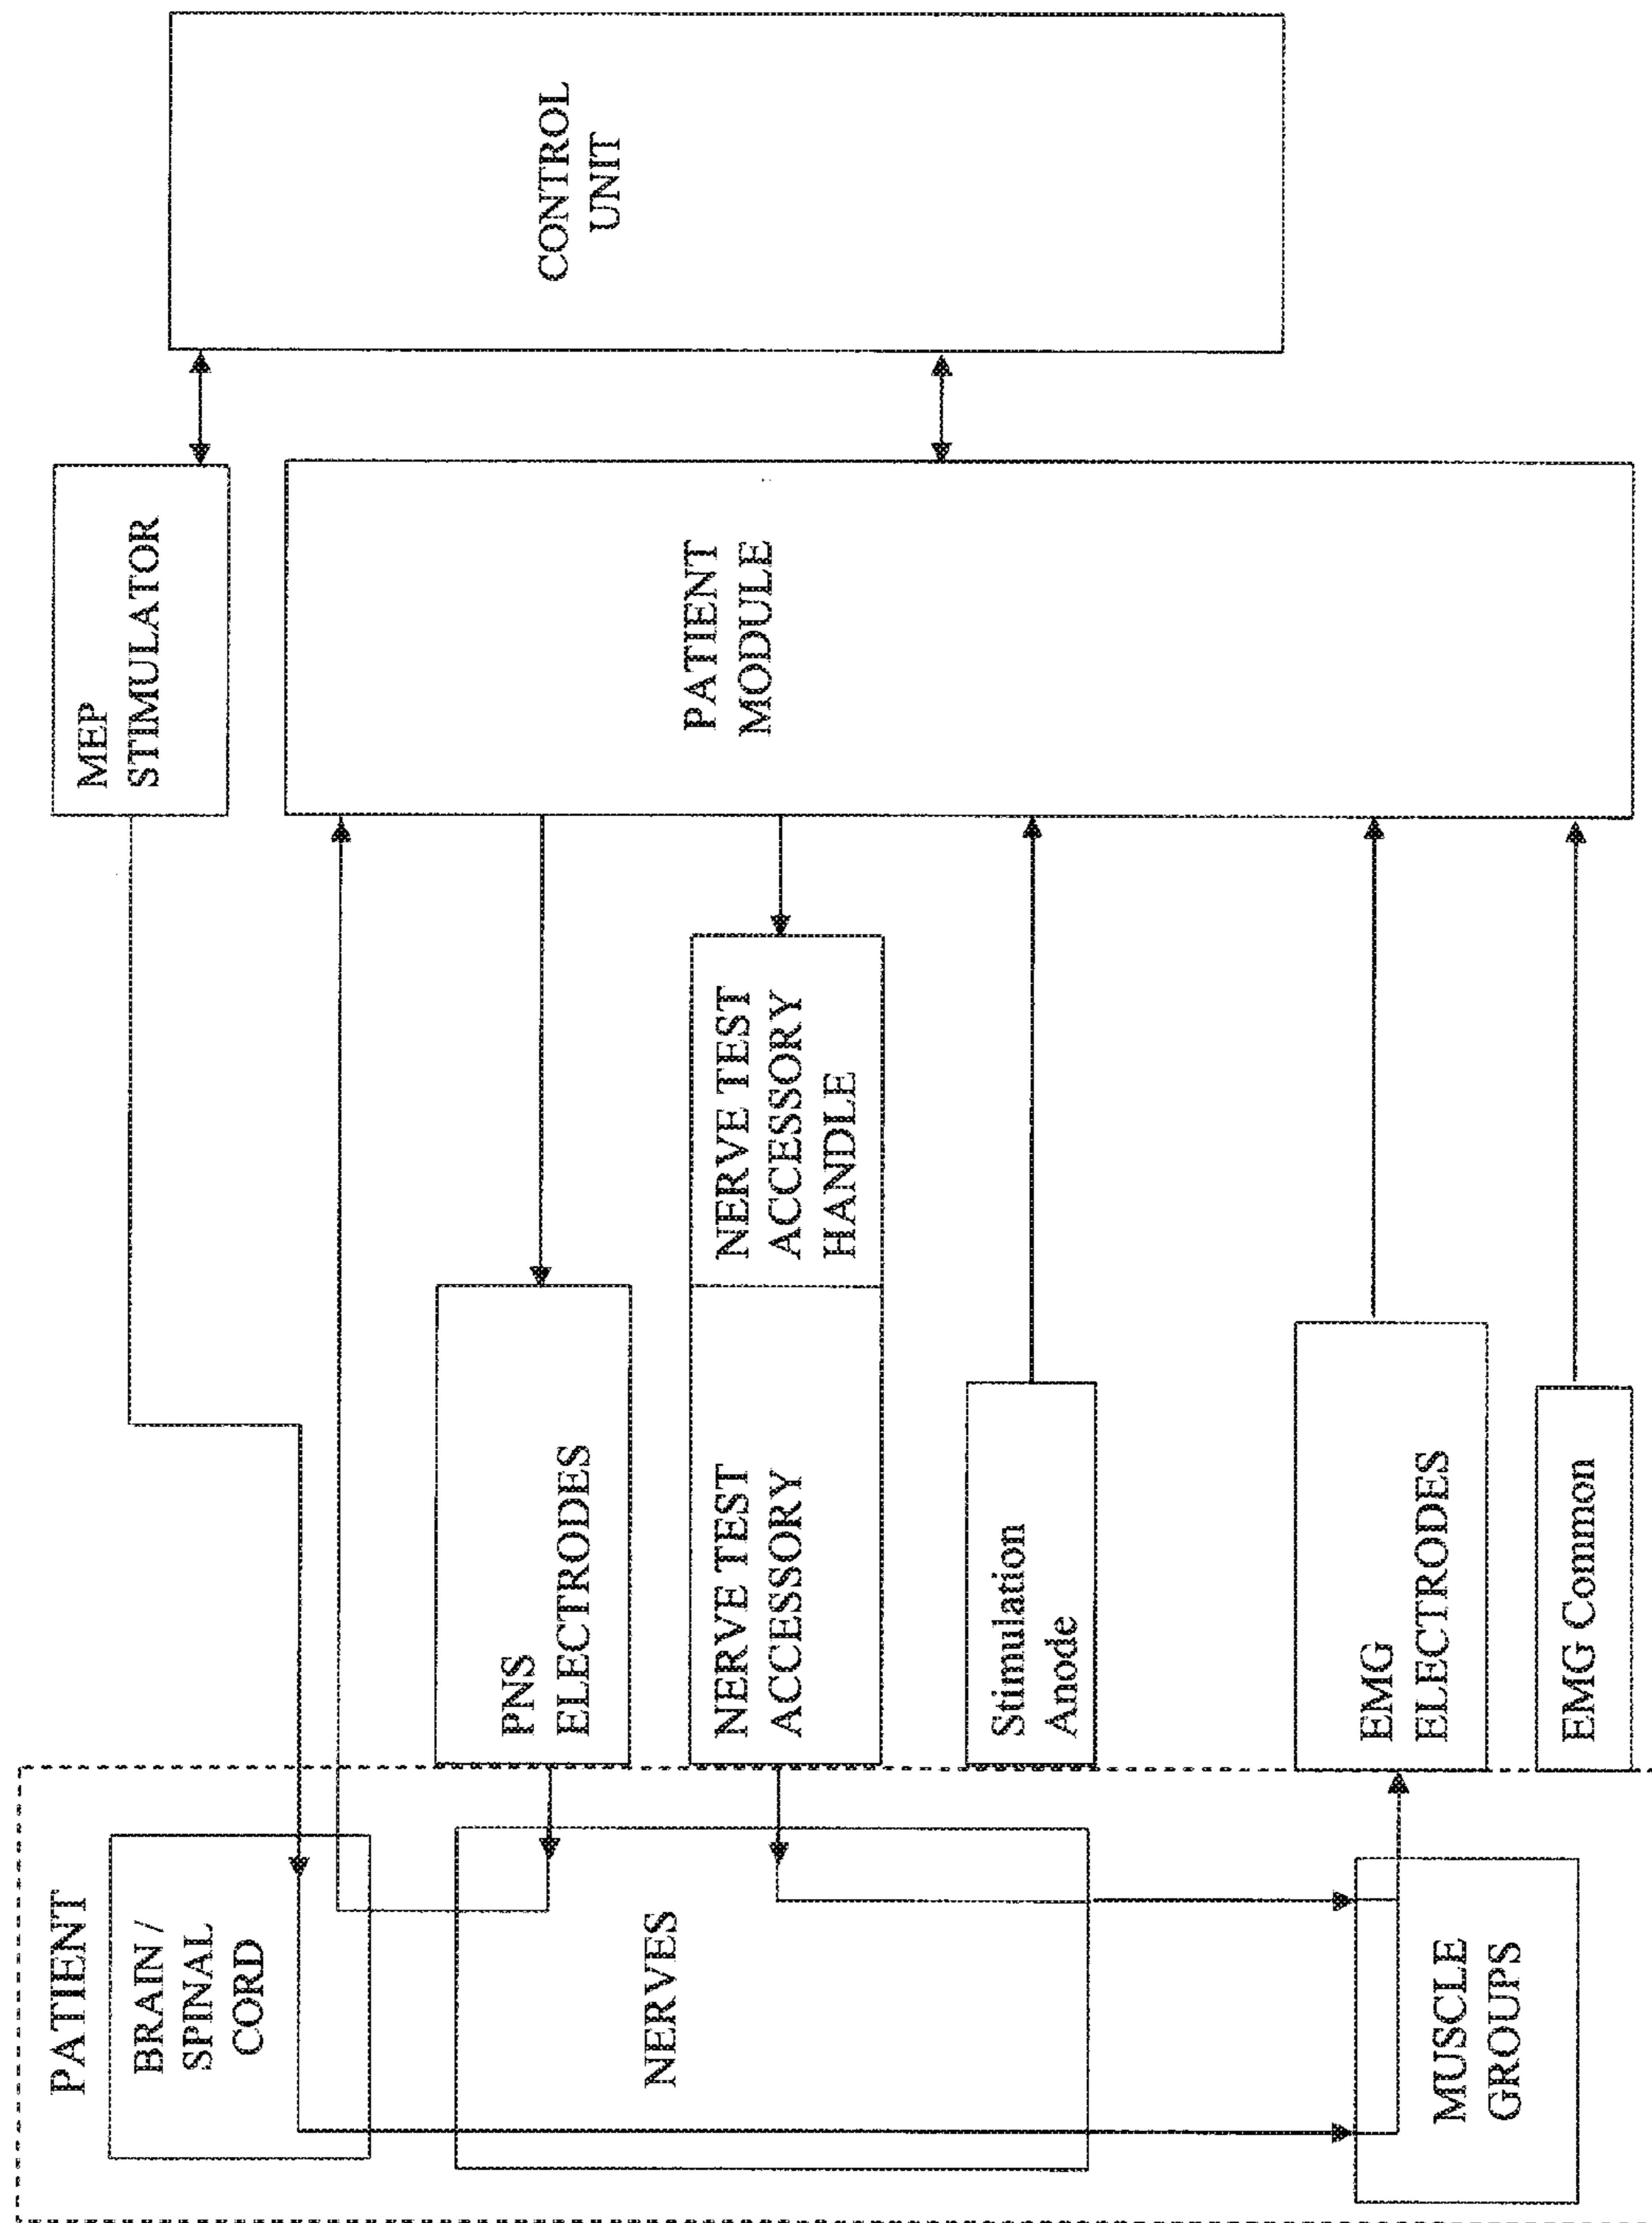 PATIENT
BRAIN /
SPINAL
CORD
NERVES
MUSCLE
GROUPS
PNS
ELECTRODES
NERVE TEST
ACCESSORY
NERVE TEST
ACCESSORY
HANDLE
Stimulation
Anode
EMG
ELECTRODES
EMG Common
MEP
STIMULATOR
PATIENT
MODULE
CONTROL
UNIT